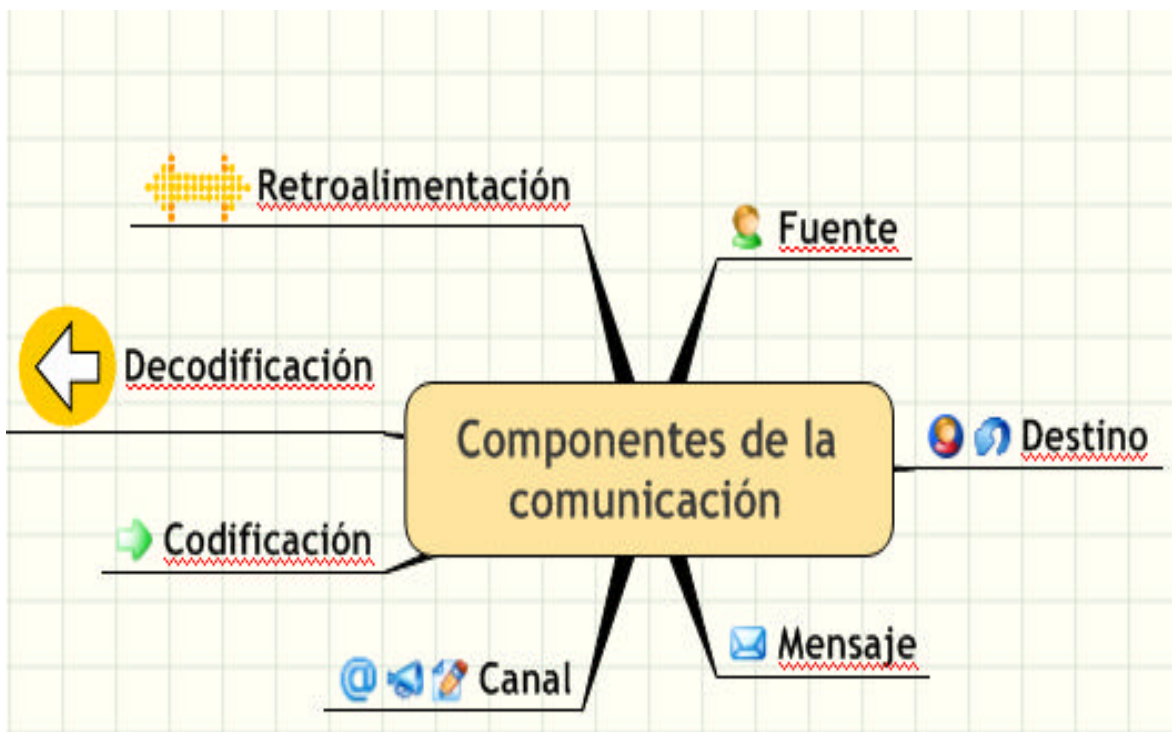 Retroalimentación
Fuente
Decodificación
Componentes de la
comunicación
Destino
Codificación
Mensaje
Canal